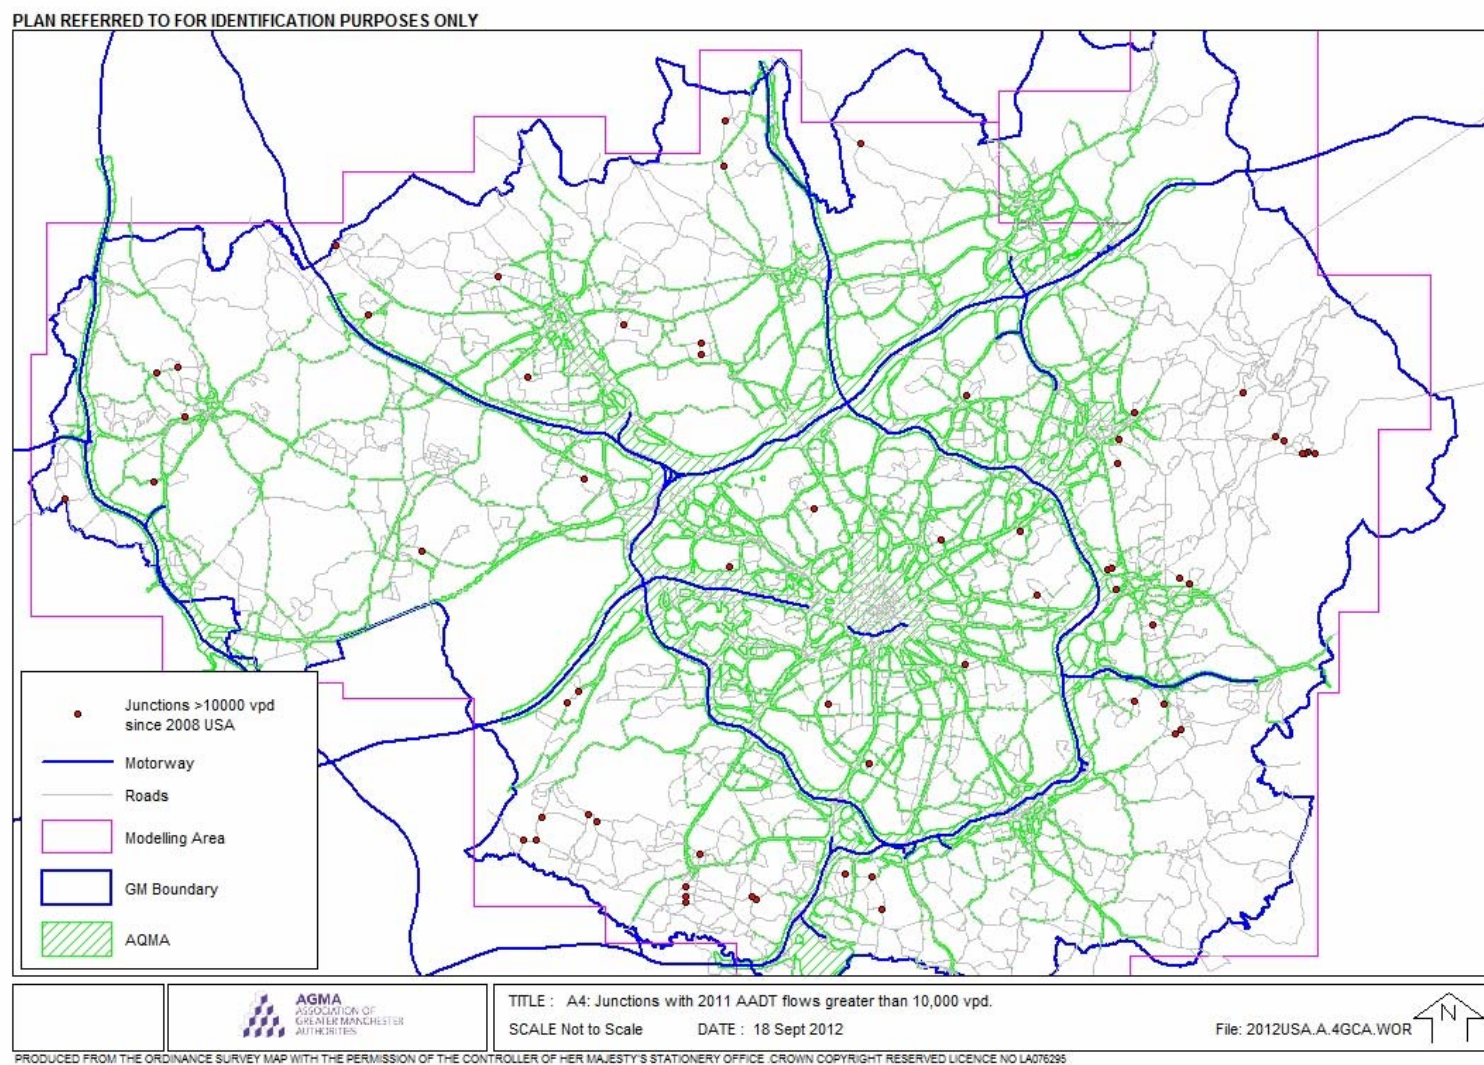 PLAN REFERRED TO FOR IDENTIFICATION PURPOSES ONLY
Junctions >10000 vpd
since 2008 USA
Motorway
Roads
Modelling Area
GM Boundary
AQMA
AGMA
ASSOCIATION OF
GREATER MANCHESTER
AUTHORITIES
TITLE : A4: Junctions with 2011 AADT flows greater than 10,000 vpd.
SCALE Not to Scale DATE : 18 Sept 2012
File: 2012USA.A.4GCA.WOR
N
PRODUCED FROM THE ORDINANCE SURVEY MAP WITH THE PERMISSION OF THE CONTROLLER OF HER MAJESTY'S STATIONERY OFFICE .CROWN COPYRIGHT RESERVED LICENCE NO LA076295